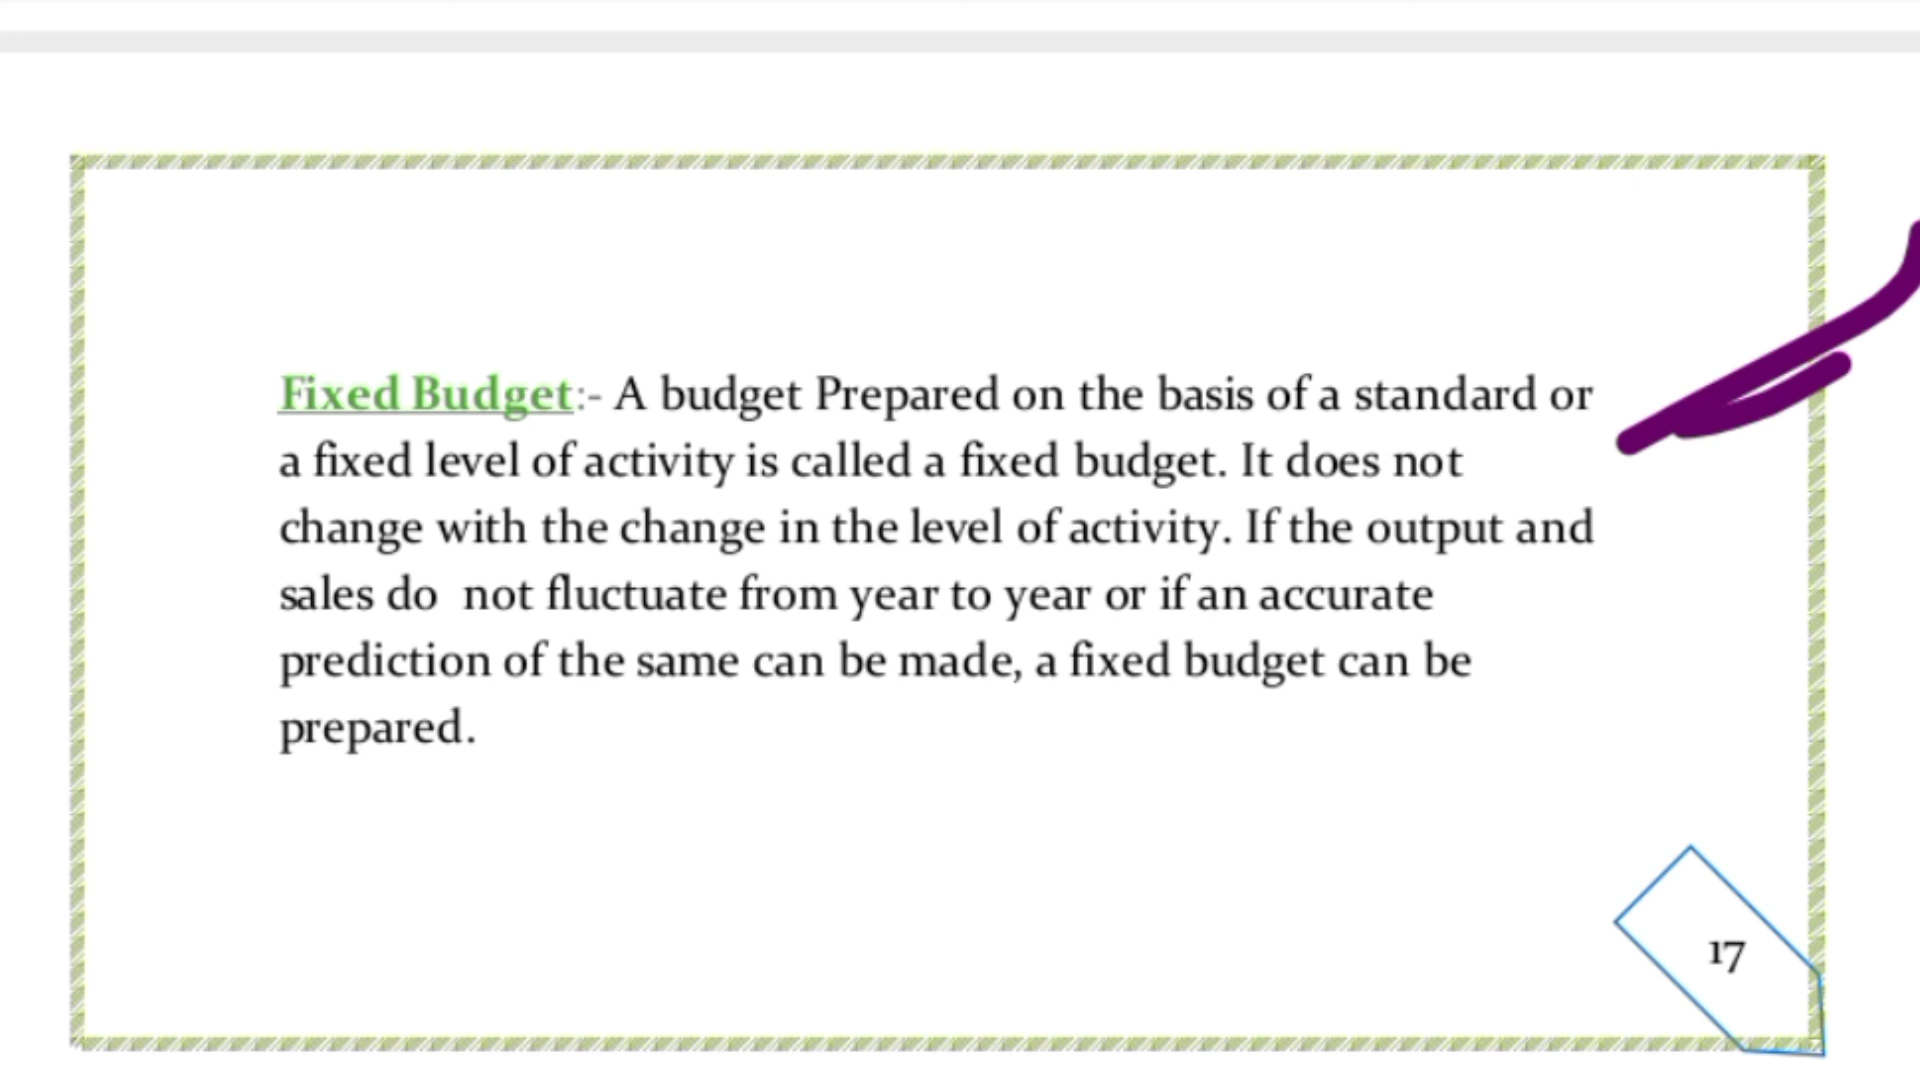 Fixed Budget:- A budget Prepared on the basis of a standard or
a fixed level of activity is called a fixed budget. It does not
change with the change in the level of activity. If the output and
sales do  not fluctuate from year to year or if an accurate
prediction of the same can be made, a fixed budget can be
prepared.
17